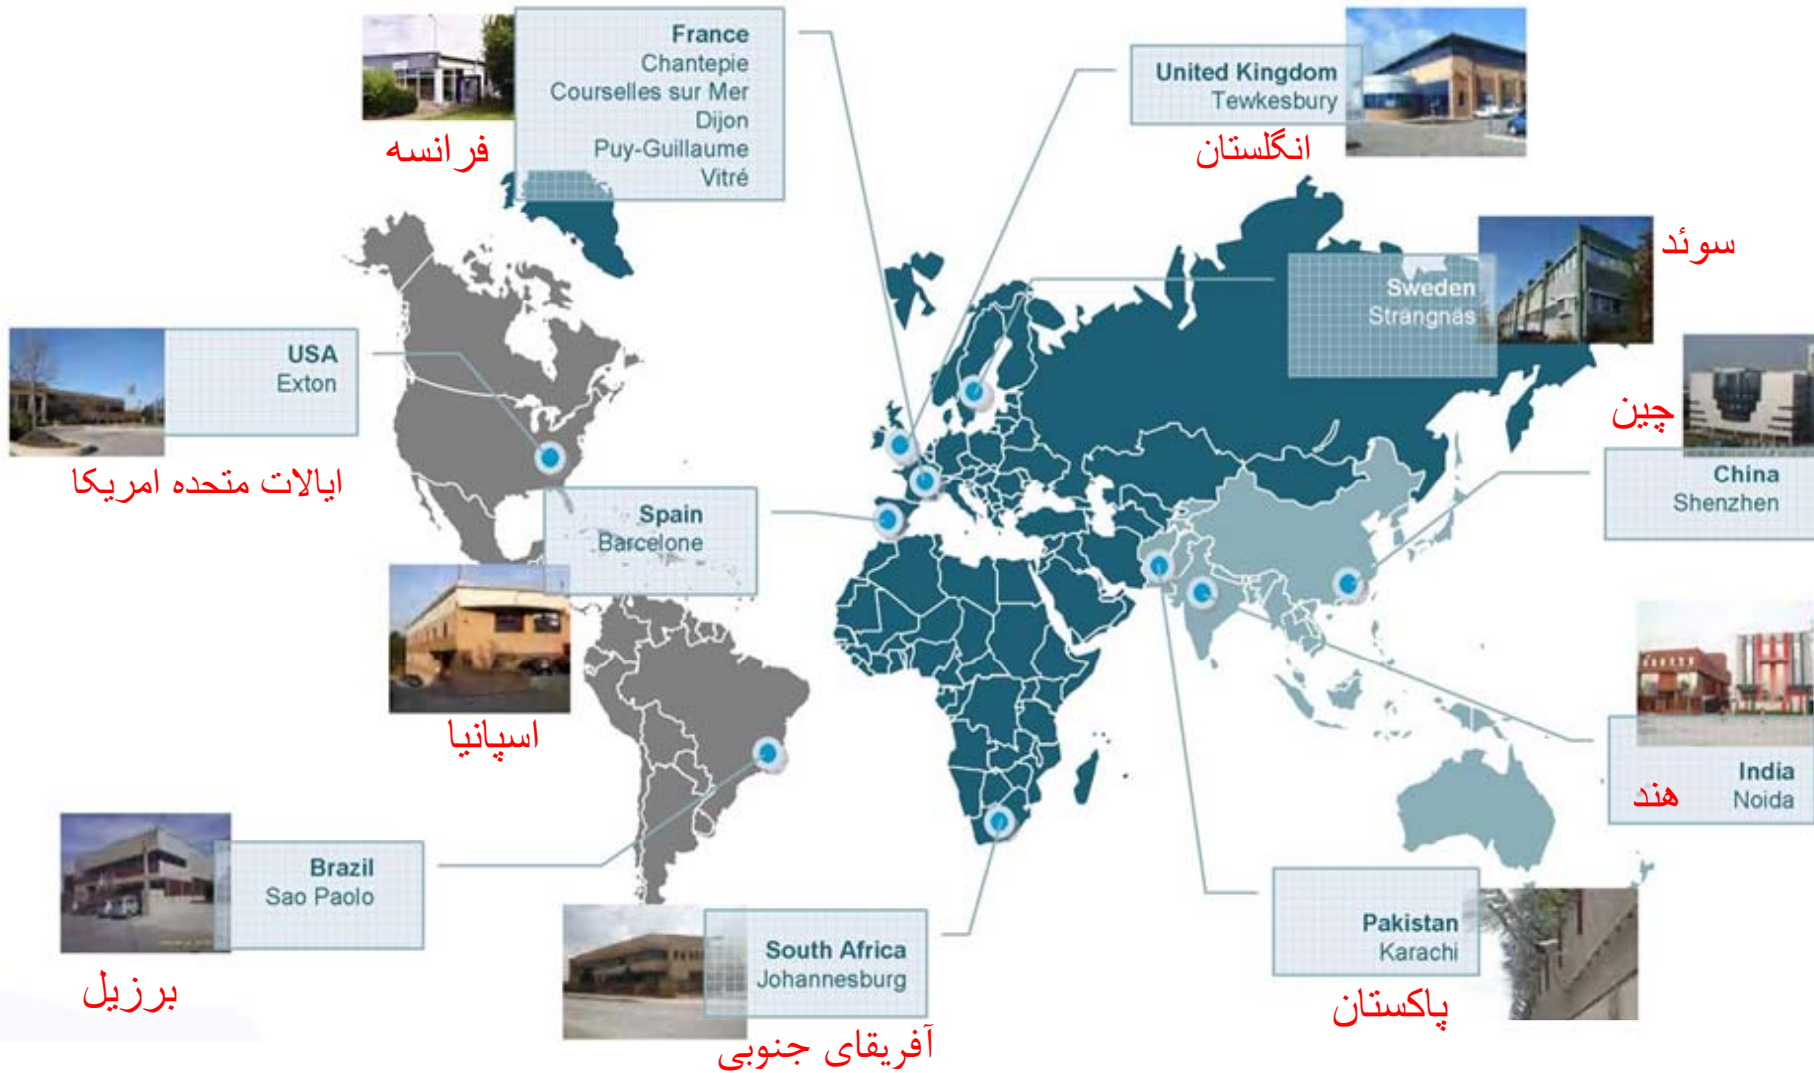 France
Chantepie
Courselles sur Mer
Dijon
Puy-Guillaume
Vitré
فرانسه
United Kingdom
Tewkesbury
انگلستان
Sweden
Strängnäs
سوئد
USA
Exton
ایالات متحده امریکا
چین
China
Shenzhen
Spain
Barcelone
اسپانیا
India
Noida
هند
Brazil
Sao Paolo
برزیل
South Africa
Johannesburg
آفریقای جنوبی
Pakistan
Karachi
پاکستان